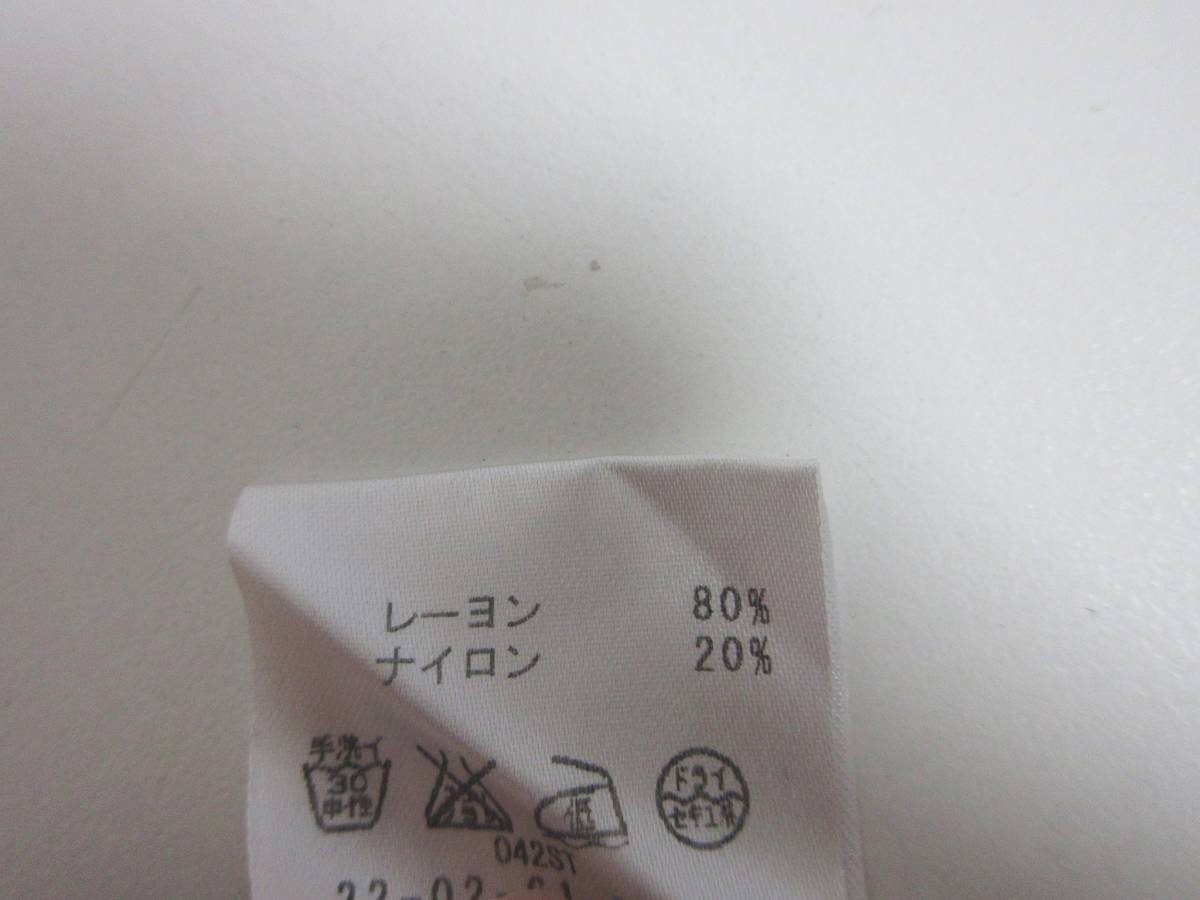 レーヨン 80%
ナイロン 20%
手洗イ
30
中性
低
ドライ
セキユ系
042ST